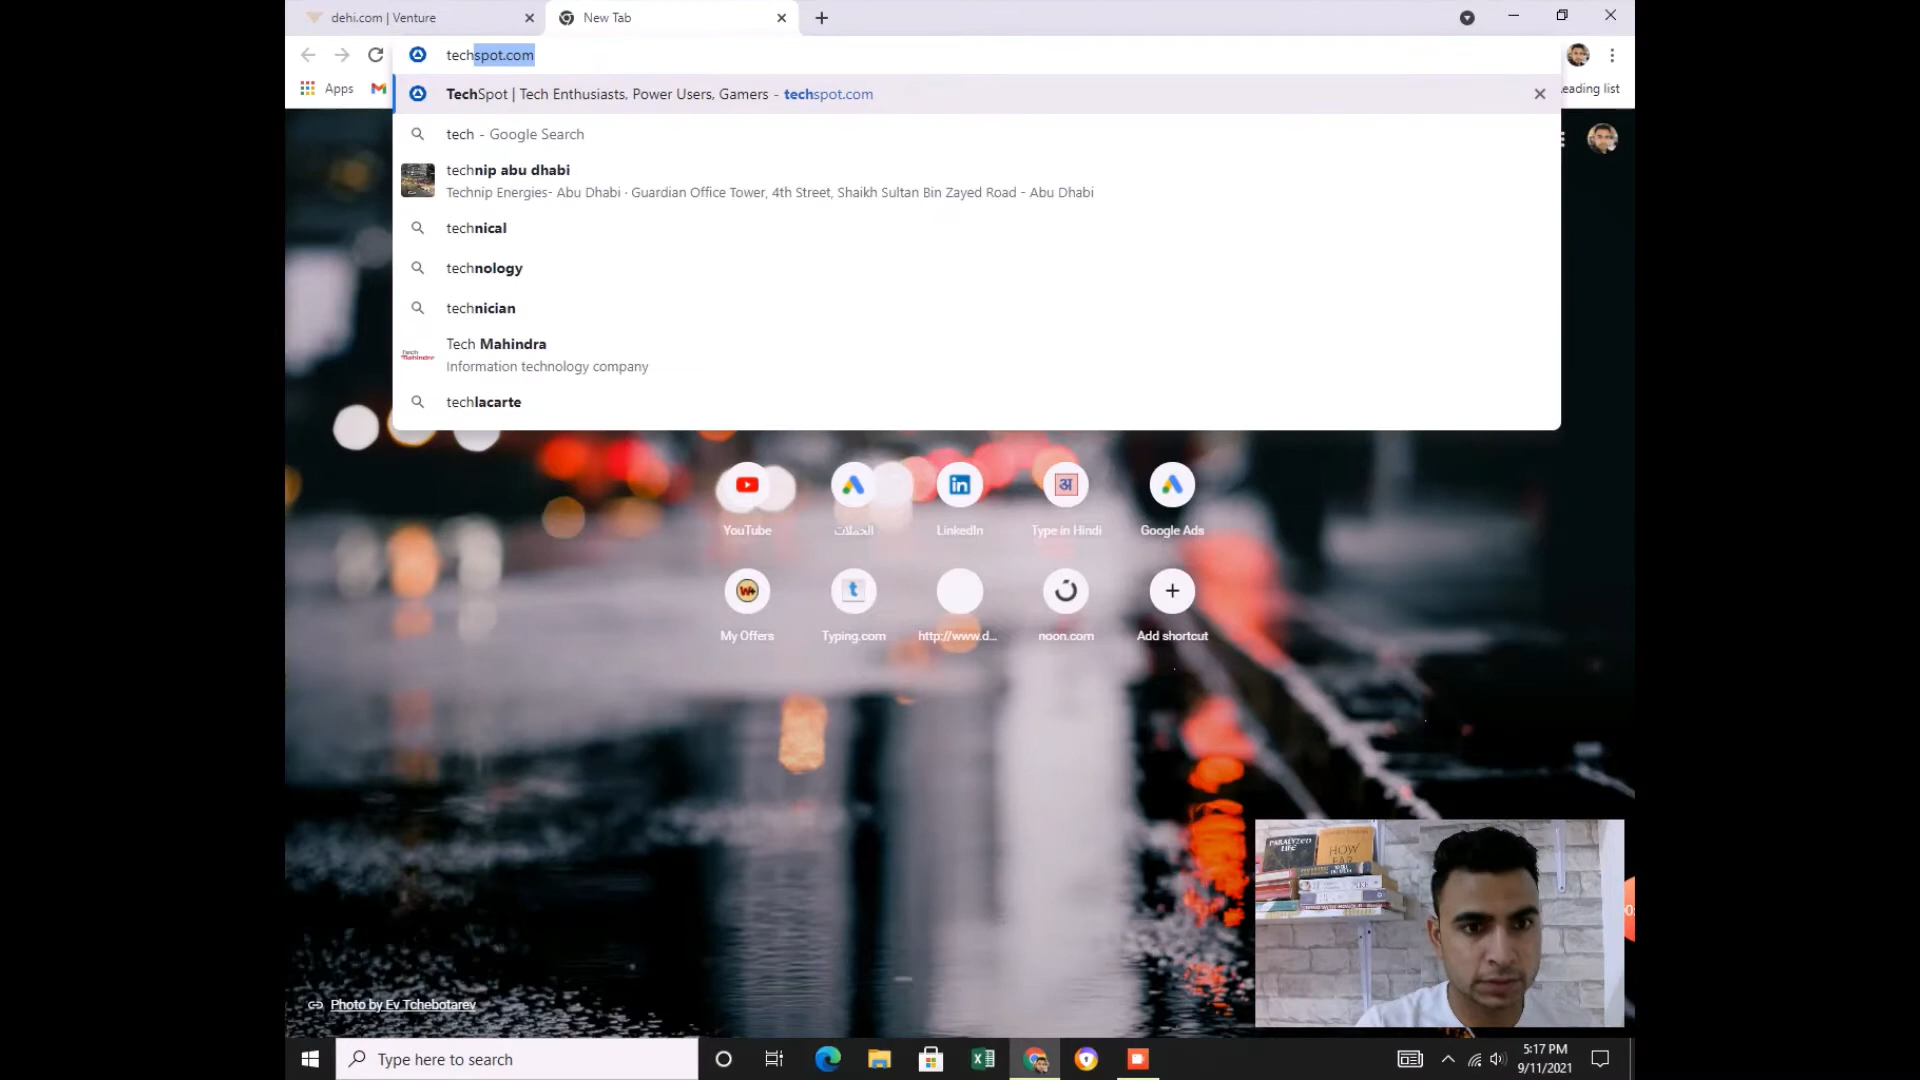 dehi.com | Venture
New Tab
techspot.com
Apps
eading list
TechSpot | Tech Enthusiasts, Power Users, Gamers - techspot.com
tech - Google Search
technip abu dhabi
Technip Energies- Abu Dhabi · Guardian Office Tower, 4th Street, Shaikh Sultan Bin Zayed Road - Abu Dhabi
technical
technology
technician
Tech Mahindra
Information technology company
techlacarte
YouTube
الحملات
LinkedIn
Type in Hindi
Google Ads
My Offers
Typing.com
http://www.d...
noon.com
Add shortcut
PARALYZED
LIFE
HOW
FAR
Photo by Ev Tchebotarev
Type here to search
5:17 PM
9/11/2021